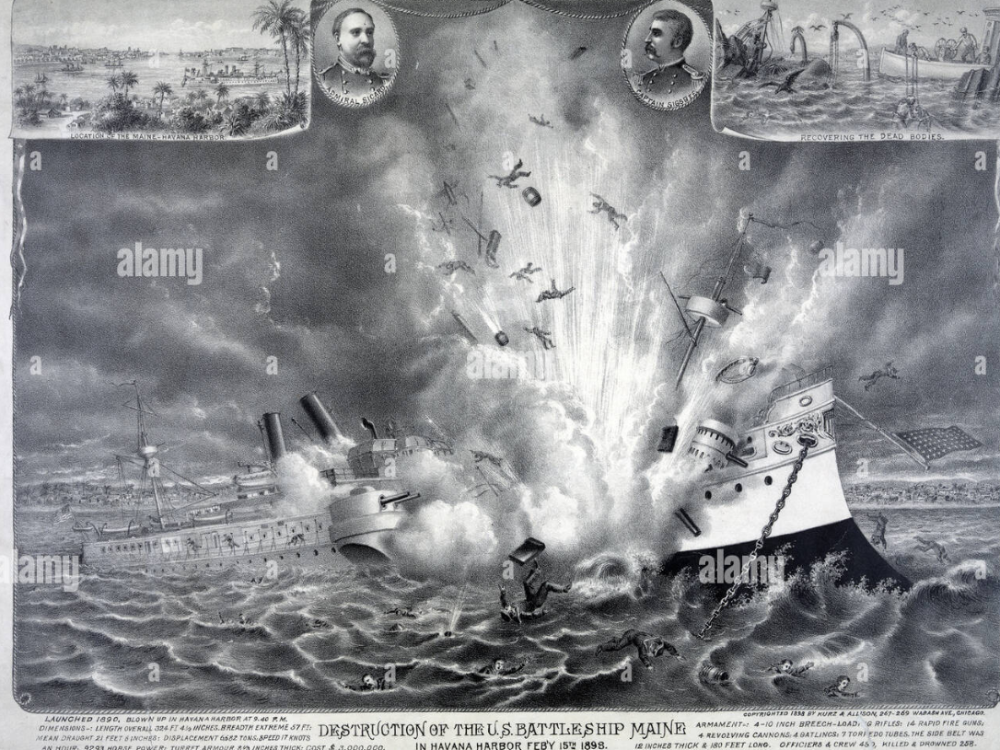 LOCATION OF THE MAINE-HAVANA HARBOR.
ADMIRAL SICARD
CAPTAIN SIGSBEE
RECOVERING THE DEAD BODIES.
a a a a
alamy a alamy
a alamy a
alamy alamy
a a
LAUNCHED 1890, BLOWN UP IN HAVANA HARBOR AT 9.40 P.M.
DIMENSIONS-: LENGTH OVERALL 324 FT 4½ INCHES. BREADTH EXTREME 57 FT:
MEAN DRAUGHT 21 FEET 6 INCHES: DISPLACEMENT 6682 TONS: SPEED 17 KNOTS
AN HOUR: 9293 HORSE POWER: TURRET ARMOUR INCHES THICK: COST $
DESTRUCTION OF THE U.S. BATTLESHIP MAINE
IN HAVANA HARBOR FEB'Y 15TH 1898.
COPYRIGHTED 1898 BY KURZ & ALLISON, 267-269 WABASH AVE., CHICAGO.
ARMAMENT-: 4-10 INCH BREECH-LOAD: RIFLES: 14 RAPID FIRE GUNS;
4 REVOLVING CANNONS; 4 GATLINGS; 7 TORPEDO TUBES. THE SIDE BELT WAS
12 INCHES THICK & 180 FEET LONG. OFFICERS & CREW KILLED & DROWNED 258.